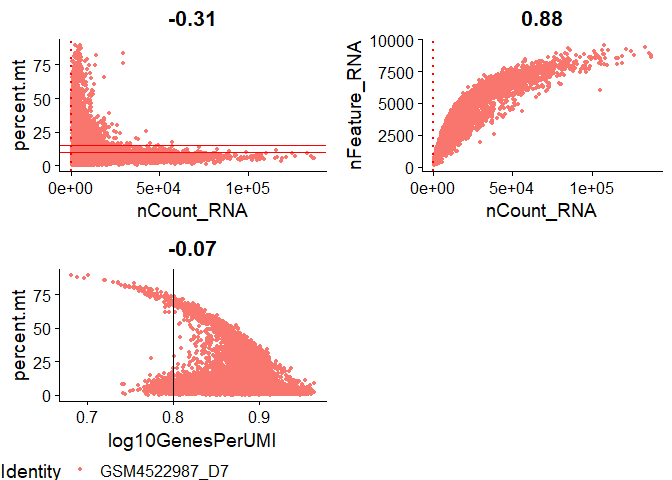 -0.31
percent.mt
75
50
25
0
0e+00 5e+04 1e+05
nCount_RNA
0.88
nFeature_RNA
10000
7500
5000
2500
0
0e+00 5e+04 1e+05
nCount_RNA
-0.07
percent.mt
75
50
25
0
0.7 0.8 0.9
log10GenesPerUMI
Identity GSM4522987_D7